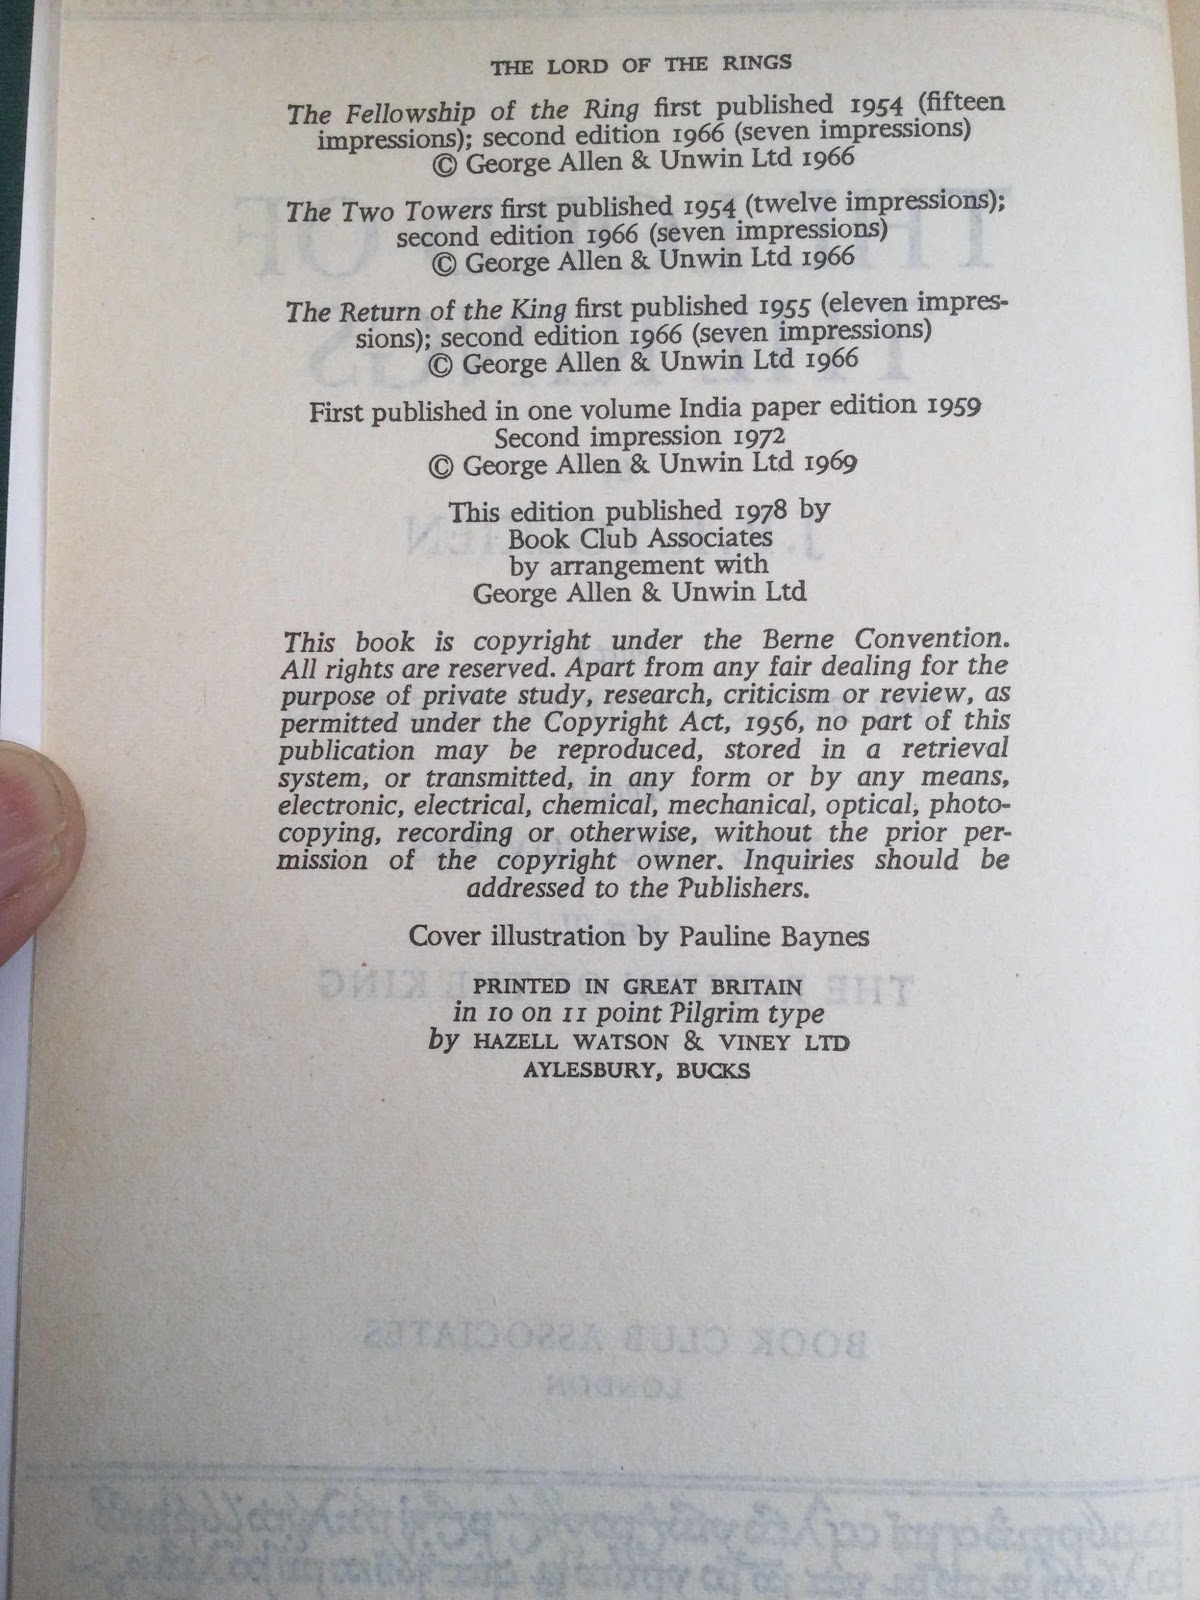 THE LORD OF THE RINGS
The Fellowship of the Ring first published 1954 (fifteen
impressions); second edition 1966 (seven impressions)
© George Allen & Unwin Ltd 1966
The Two Towers first published 1954 (twelve impressions);
second edition 1966 (seven impressions)
© George Allen & Unwin Ltd 1966
The Return of the King first published 1955 (eleven impres-
sions); second edition 1966 (seven impressions)
© George Allen & Unwin Ltd 1966
First published in one volume India paper edition 1959
Second impression 1972
© George Allen & Unwin Ltd 1969
This edition published 1978 by
Book Club Associates
by arrangement with
George Allen & Unwin Ltd
This book is copyright under the Berne Convention.
All rights are reserved. Apart from any fair dealing for the
purpose of private study, research, criticism or review, as
permitted under the Copyright Act, 1956, no part of this
publication may be reproduced, stored in a retrieval
system, or transmitted, in any form or by any means,
electronic, electrical, chemical, mechanical, optical, photo-
copying, recording or otherwise, without the prior per-
mission of the copyright owner. Inquiries should be
addressed to the Publishers.
Cover illustration by Pauline Baynes
PRINTED IN GREAT BRITAIN
in 10 on 11 point Pilgrim type
by HAZELL WATSON & VINEY LTD
AYLESBURY, BUCKS
BOOK CLUB ASSOCIATES
LONDON